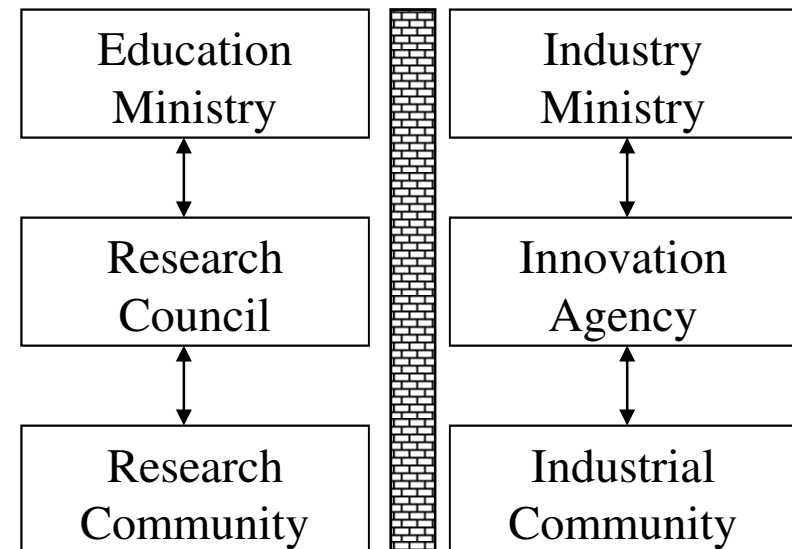 Education
Ministry
Industry
Ministry
Research
Council
Innovation
Agency
Research
Community
Industrial
Community